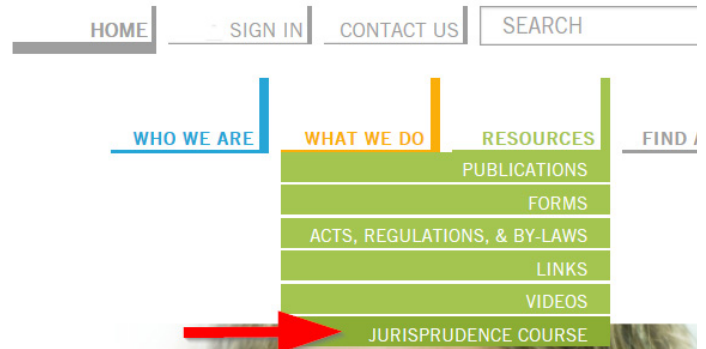 HOME SIGN IN CONTACT US SEARCH
WHO WE ARE WHAT WE DO RESOURCES FIND
PUBLICATIONS
FORMS
ACTS, REGULATIONS, & BY-LAWS
LINKS
VIDEOS
JURISPRUDENCE COURSE